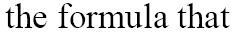 the formula that